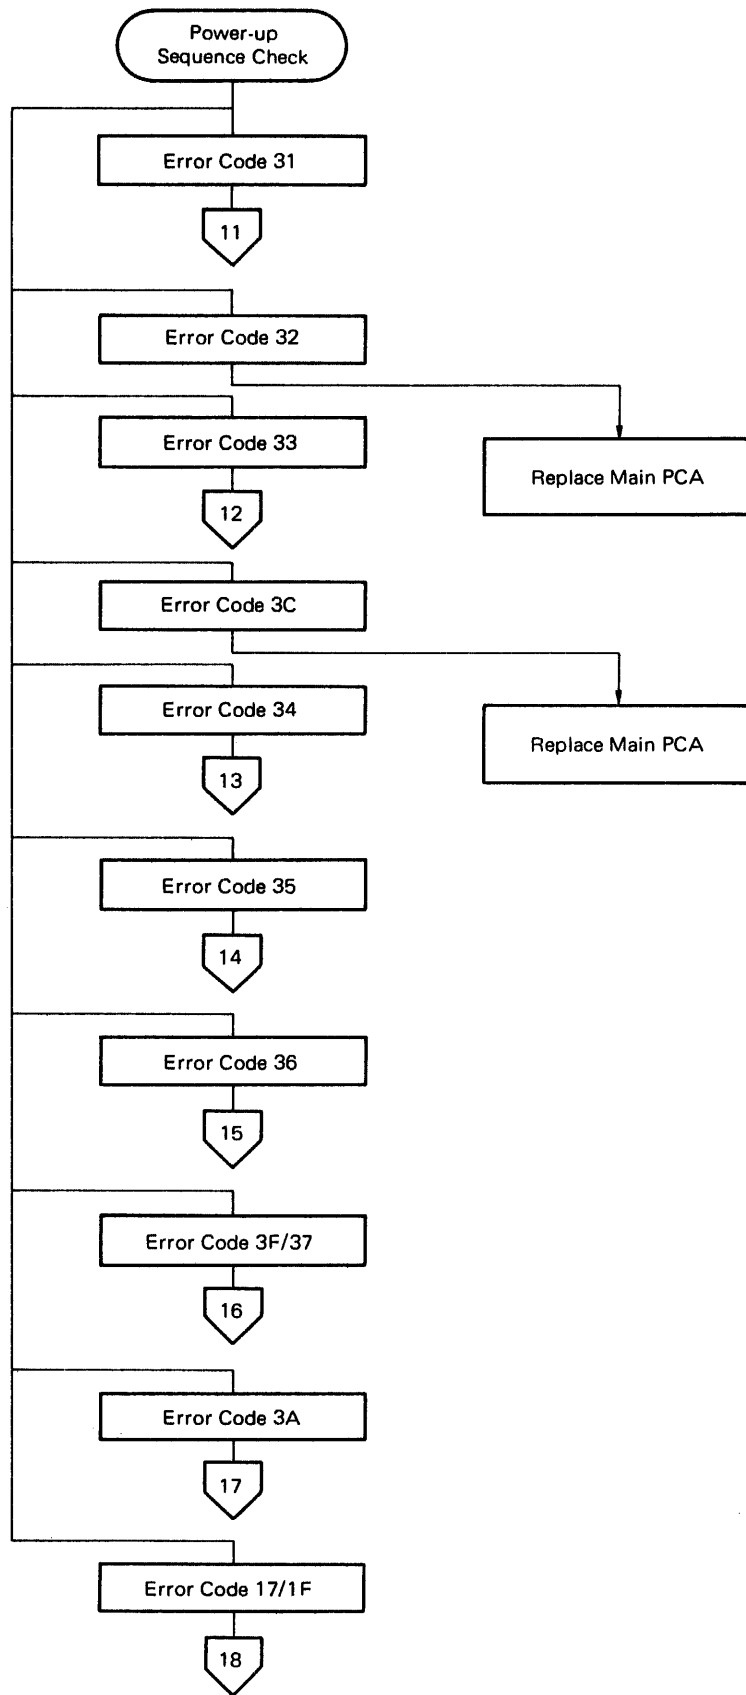 Power-up
Sequence Check
Error Code 31
11
Error Code 32
Error Code 33
Replace Main PCA
12
Error Code 3C
Error Code 34
Replace Main PCA
13
Error Code 35
14
Error Code 36
15
Error Code 3F/37
16
Error Code 3A
17
Error Code 17/1F
18